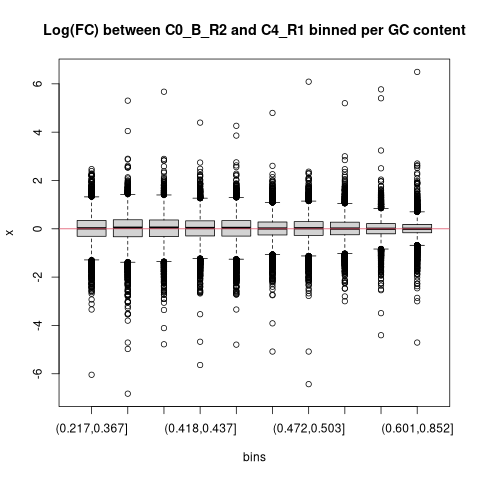 Log(FC) between C0_B_R2 and C4_R1 binned per GC content
6
4
2
0
-2
-4
-6
x
(0.217,0.367] (0.418,0.437] (0.472,0.503] (0.601,0.852]
bins